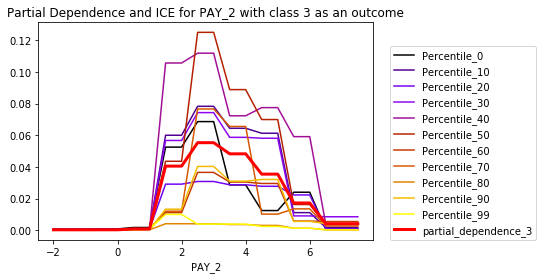 Partial Dependence and ICE for PAY_2 with class 3 as an outcome
0.12
0.10
0.08
0.06
0.04
0.02
0.00
−2
0
2
4
6
PAY_2
Percentile_0
Percentile_10
Percentile_20
Percentile_30
Percentile_40
Percentile_50
Percentile_60
Percentile_70
Percentile_80
Percentile_90
Percentile_99
partial_dependence_3